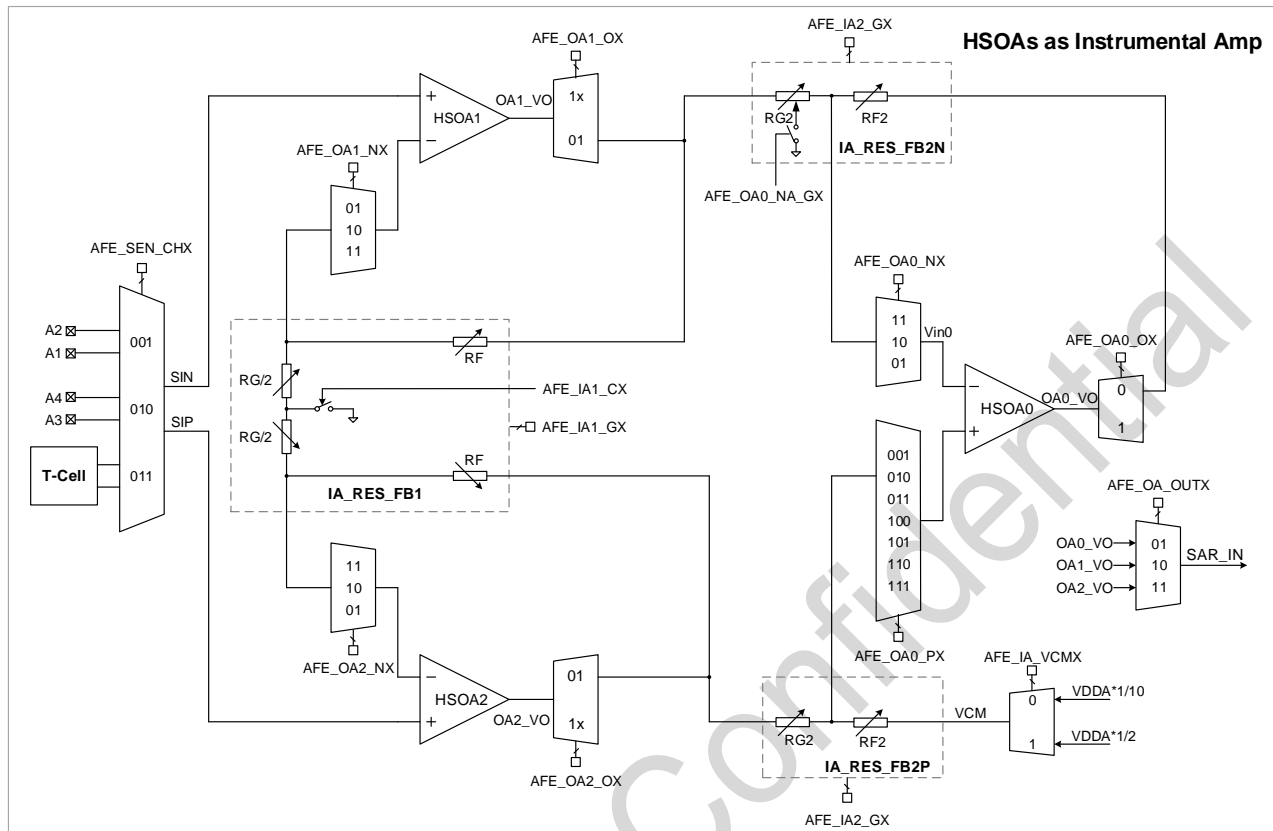 HSOAs as Instrumental Amp
AFE_OA1_OX
AFE_IA2_GX
OA1_VO
1x
01
+
HSOA1
−
RG2
RF2
IA_RES_FB2N
AFE_OA1_NX
01
10
11
AFE_OA0_NA_GX
AFE_SEN_CHX
AFE_OA0_NX
11
10
01
Vin0
A2
A1
A4
A3
001
010
011
SIN
SIP
T-Cell
RF
RG/2
AFE_IA1_CX
RG/2
AFE_IA1_GX
RF
IA_RES_FB1
AFE_OA0_OX
−
HSOA0
+
OA0_VO
0
1
001
010
011
100
101
110
111
AFE_OA0_PX
AFE_OA_OUTX
OA0_VO
OA1_VO
OA2_VO
01
10
11
SAR_IN
11
10
01
AFE_OA2_NX
−
HSOA2
+
OA2_VO
01
1x
AFE_OA2_OX
RG2
RF2
IA_RES_FB2P
AFE_IA2_GX
VCM
AFE_IA_VCMX
0
1
VDDA*1/10
VDDA*1/2
Confidential